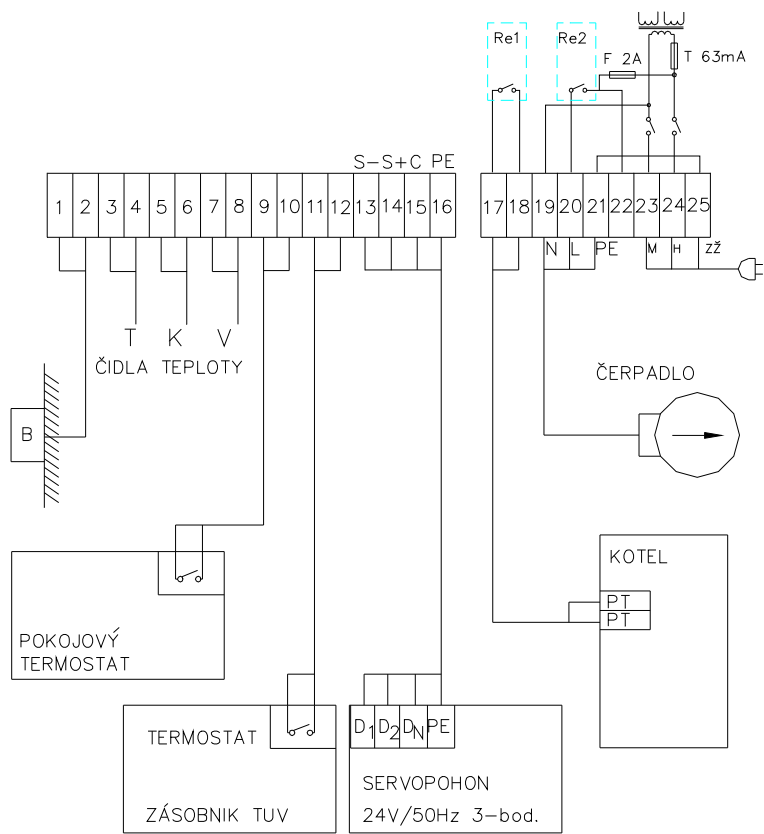 Re1 Re2
F 2A T 63mA
S- S+ C PE
1 2 3 4 5 6 7 8 9 10 11 12 13 14 15 16 17 18 19 20 21 22 23 24 25
N L PE M H ZŽ
T K V
ČIDLA TEPLOTY
ČERPADLO
B
KOTEL
PT
PT
POKOJOVÝ
TERMOSTAT
D1 D2 DN PE
TERMOSTAT
ZÁSOBNIK TUV
SERVOPOHON
24V/50Hz 3-bod.